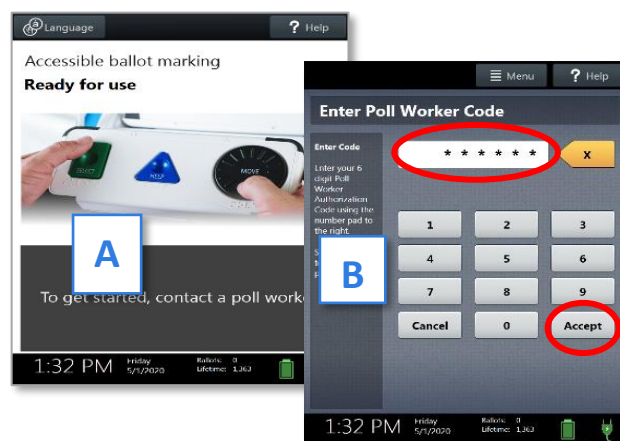 Language
? Help
Accessible ballot marking
Ready for use
SELECT
HELP
MOVE
A
To get started, contact a poll work
1:32 PM
Friday
5/1/2020
Ballots: 0
Lifetime: 1,363
Menu
? Help
Enter Poll Worker Code
Enter Code
Enter your 6
digit Poll
Worker
Authorization
Code using the
number pad to
the right.
B
* * * * * *
X
1 2 3
4 5 6
7 8 9
Cancel 0 Accept
1:32 PM
Friday
5/1/2020
Ballots: 0
Lifetime: 1,363